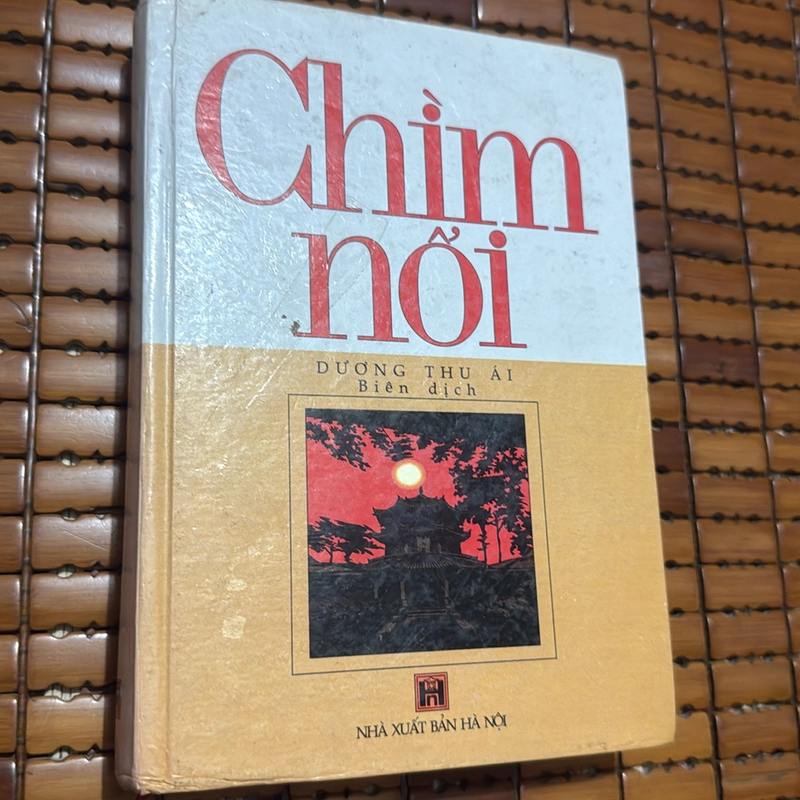 Chìm
nổi
DƯƠNG THU ÁI
Biên dịch
NHÀ XUẤT BẢN HÀ NỘI